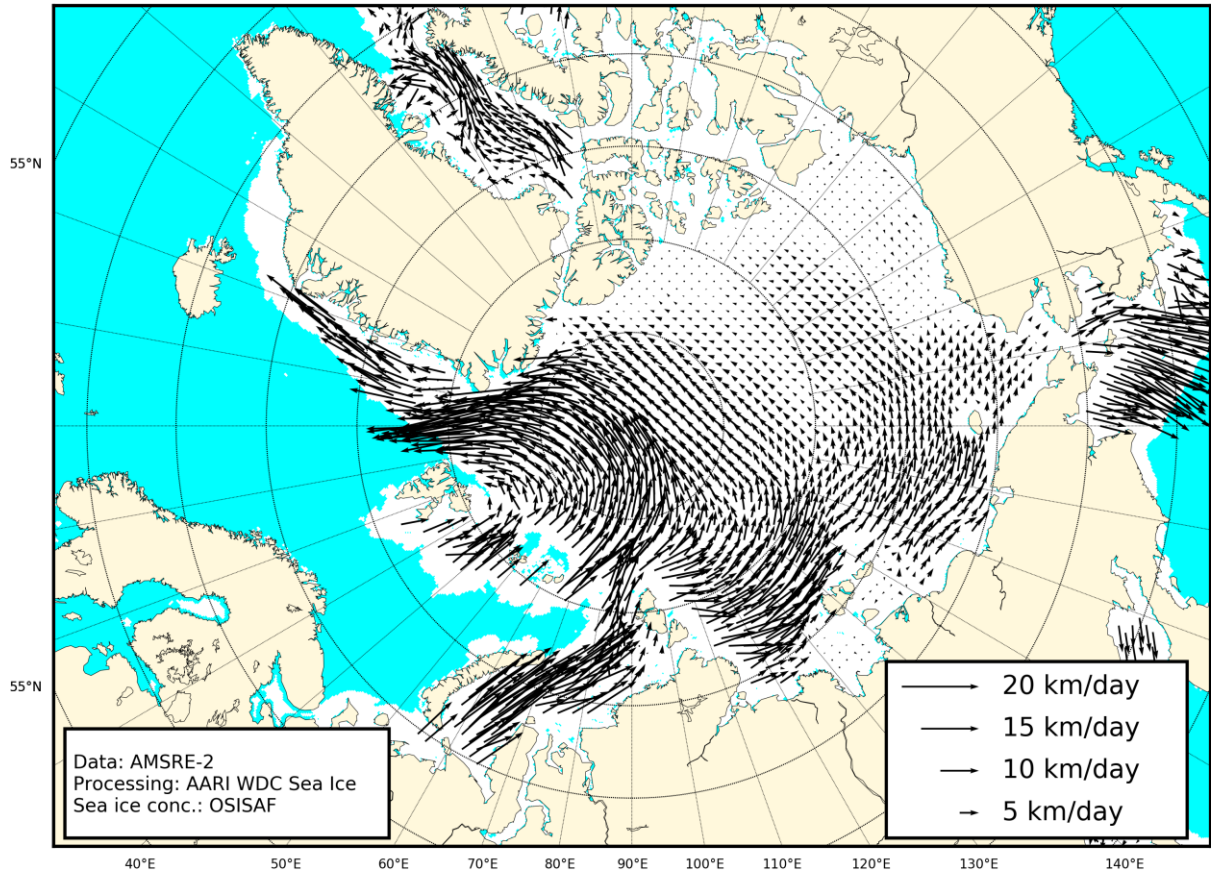 55°N
55°N
Data: AMSRE-2
Processing: AARI WDC Sea Ice
Sea ice conc.: OSISAF
20 km/day
15 km/day
10 km/day
5 km/day
40°E 50°E 60°E 70°E 80°E 90°E 100°E 110°E 120°E 130°E 140°E